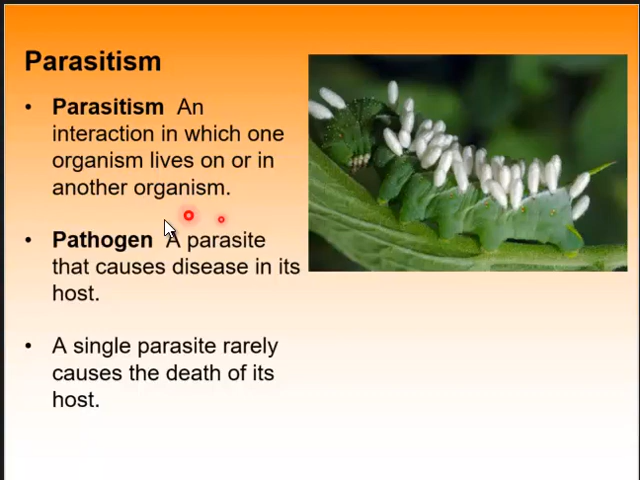 Parasitism
• Parasitism An
interaction in which one
organism lives on or in
another organism.
• Pathogen A parasite
that causes disease in its
host.
• A single parasite rarely
causes the death of its
host.